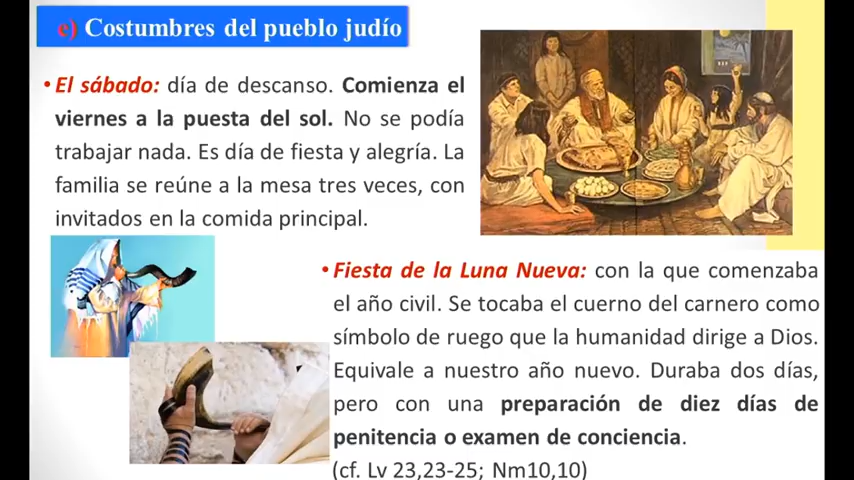 e) Costumbres del pueblo judío
• El sábado: día de descanso. Comienza el
viernes a la puesta del sol. No se podía
trabajar nada. Es día de fiesta y alegría. La
familia se reúne a la mesa tres veces, con
invitados en la comida principal.
• Fiesta de la Luna Nueva: con la que comenzaba
el año civil. Se tocaba el cuerno del carnero como
símbolo de ruego que la humanidad dirige a Dios.
Equivale a nuestro año nuevo. Duraba dos días,
pero con una preparación de diez días de
penitencia o examen de conciencia.
(cf. Lv 23,23-25; Nm10,10)